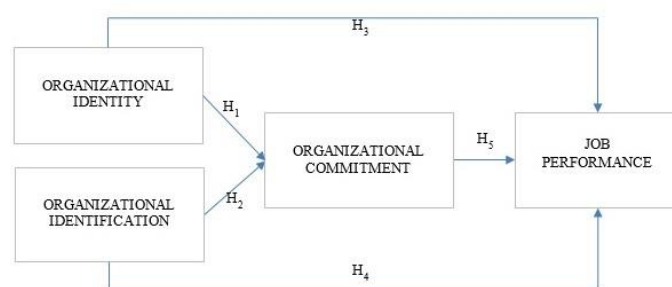 H3
ORGANIZATIONAL
IDENTITY
H1
ORGANIZATIONAL
COMMITMENT
H5
JOB
PERFORMANCE
ORGANIZATIONAL
IDENTIFICATION
H2
H4